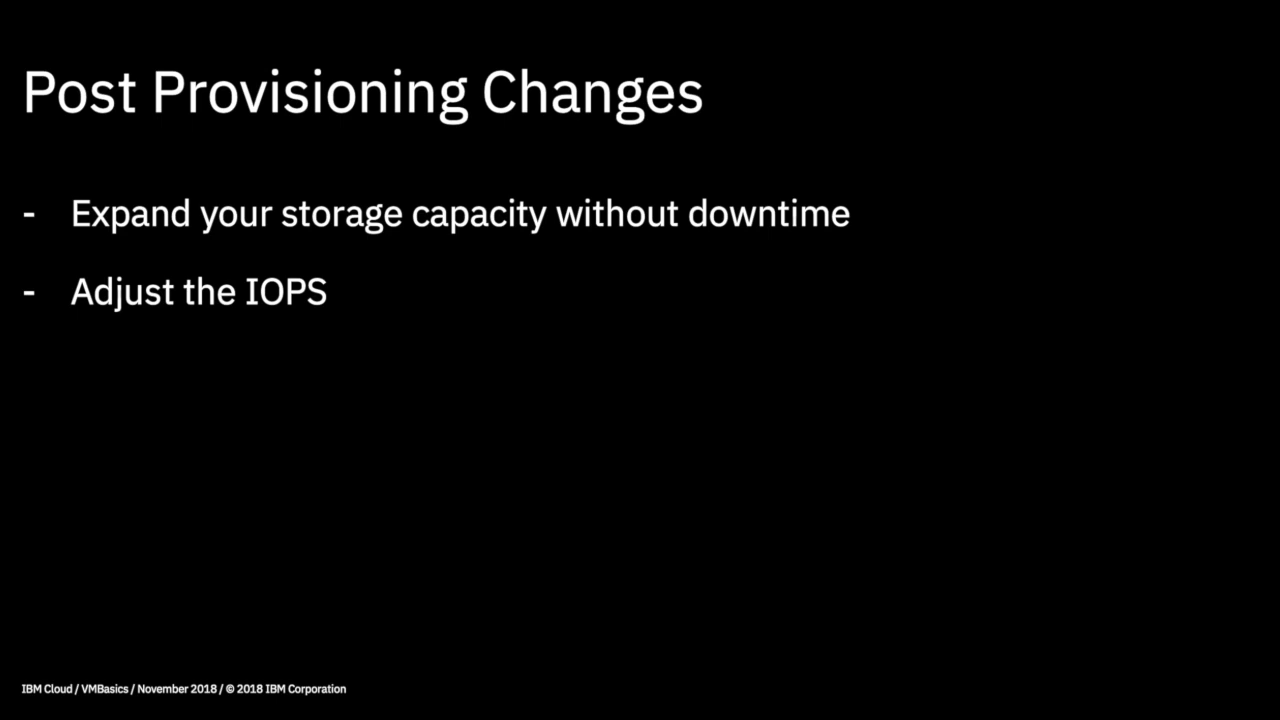 Post Provisioning Changes
- Expand your storage capacity without downtime
- Adjust the IOPS
IBM Cloud / VMBasics / November 2018 / © 2018 IBM Corporation